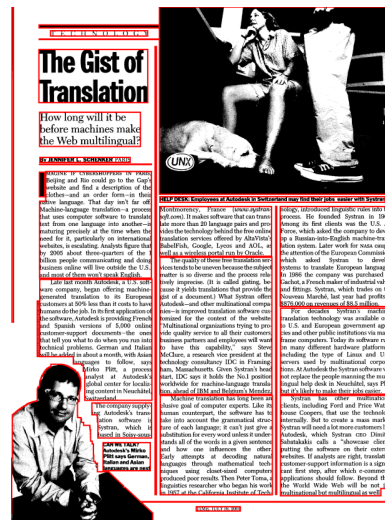 TECHNOLOGY
The Gist of
Translation
How long will it be
before machines make
the Web multilingual?
By JENNIFER L. SCHENKER PARIS
IMAGINE IF CYBERSHOPPERS IN PARIS,
Beijing and Rio could go to the Gap's
website and find a description of the
clothes—and an order form—in their
native language. That day isn't far off.
Machine-language translation—a process
that uses computer software to translate
text from one language into another—is
maturing precisely at the time when the
need for it, particularly on international
websites, is escalating. Analysts figure that
by 2005 about three-quarters of the 1
billion people communicating and doing
business online will live outside the U.S.
and most of them won't speak English.
Late last month Autodesk, a U.S. soft-
ware company, began offering machine-
generated translation to its European
customers at 50% less than it costs to have
humans do the job. In its first application of
the software, Autodesk is providing French
and Spanish versions of 5,000 online
customer-support documents—the ones
that tell you what to do when you run into
technical problems. German and Italian
will be added in about a month, with Asian
languages to follow, says
Mirko Plitt, a process
analyst at Autodesk's
global center for localiz-
ing content in Neuchâtel,
Switzerland.
The company supply-
ing Autodesk's trans-
lation software is
Systran, which is
based in Soisy-sous-
CAN WE TALK?
Autodesk's Mirko
Plitt says German,
Italian and Asian
languages are next
UNX
HELP DESK: Employees at Autodesk in Switzerland may find their jobs easier with Systran
Montmorency, France (www.systran
soft.com). It makes software that can trans-
late more than 20 language pairs and pro-
vides the technology behind the free online
translation services offered by AltaVista's
BabelFish, Google, Lycos and AOL, as
well as a wireless portal run by Oracle.
The quality of these free translation ser-
vices tends to be uneven because the subject
matter is so diverse and the process rela-
tively imprecise. (It is called gisting, be-
cause it yields translations that provide the
gist of a document.) What Systran offers
Autodesk—and other multinational compa-
nies—is improved translation software cus-
tomized for the context of the website.
"Multinational organizations trying to pro-
vide quality service to all their customers,
business partners and employees will want
to have this capability," says Steve
McClure, a research vice president at the
technology consultancy IDC in Framing-
ham, Massachusetts. Given Systran's head
start, IDC says it holds the No.1 position
worldwide for machine-language transla-
tion, ahead of IBM and Belgium's Mendez.
Machine translation has long been an
elusive goal of computer experts. Like its
human counterpart, the software has to
take into account the grammatical struc-
ture of each language; it can't just give a
substitution for every word unless it under-
stands all of the words in a given sentence
and how one influences the other.
Early attempts at decoding natural
languages through mathematical tech-
niques using closet-sized computers
produced poor results. Then Peter Toma, a
linguistics researcher who began his work
in 1957 at the California Institute of Tech-
nology, introduced linguistic rules into
process. He founded Systran in
Among its first clients was the U.S.
Force, which asked the company to dev
op a Russian-into-English machine-tra
lation system. Later work for NASA cau
the attention of the European Commissi
which asked Systran to devel
systems to translate European languag
In 1986 the company was purchased
Gachot, a French maker of industrial val
and fittings. Systran, which trades on
Nouveau Marché, last year had profits
$876,000 on revenues of $8.5 million.
For decades Systran's machi
translation technology was available o
to U.S. and European government ag
cies and other public institutions via ma
frame computers. Today its software ru
on many different hardware platform
including the type of Linux and U
servers used by multinational corpo
tions. At Autodesk the Systran software w
not replace the people manning the mu
lingual help desk in Neuchâtel, says Pl
but it's likely to make their jobs easier.
Systran has other multinatio
clients, including Ford and Price Wat
house Coopers, that use the technolo
internally. But to create a mass mark
Systran will need a lot more customers l
Autodesk, which Systran CEO Dimit
Sabatakakis calls a "showcase clien
putting the software on their exter
websites. If analysts are right, translat
customer-support information is a sign
cant first step, after which e-comme
applications should follow. Beyond th
the World Wide Web will be not
multinational but multilingual as well